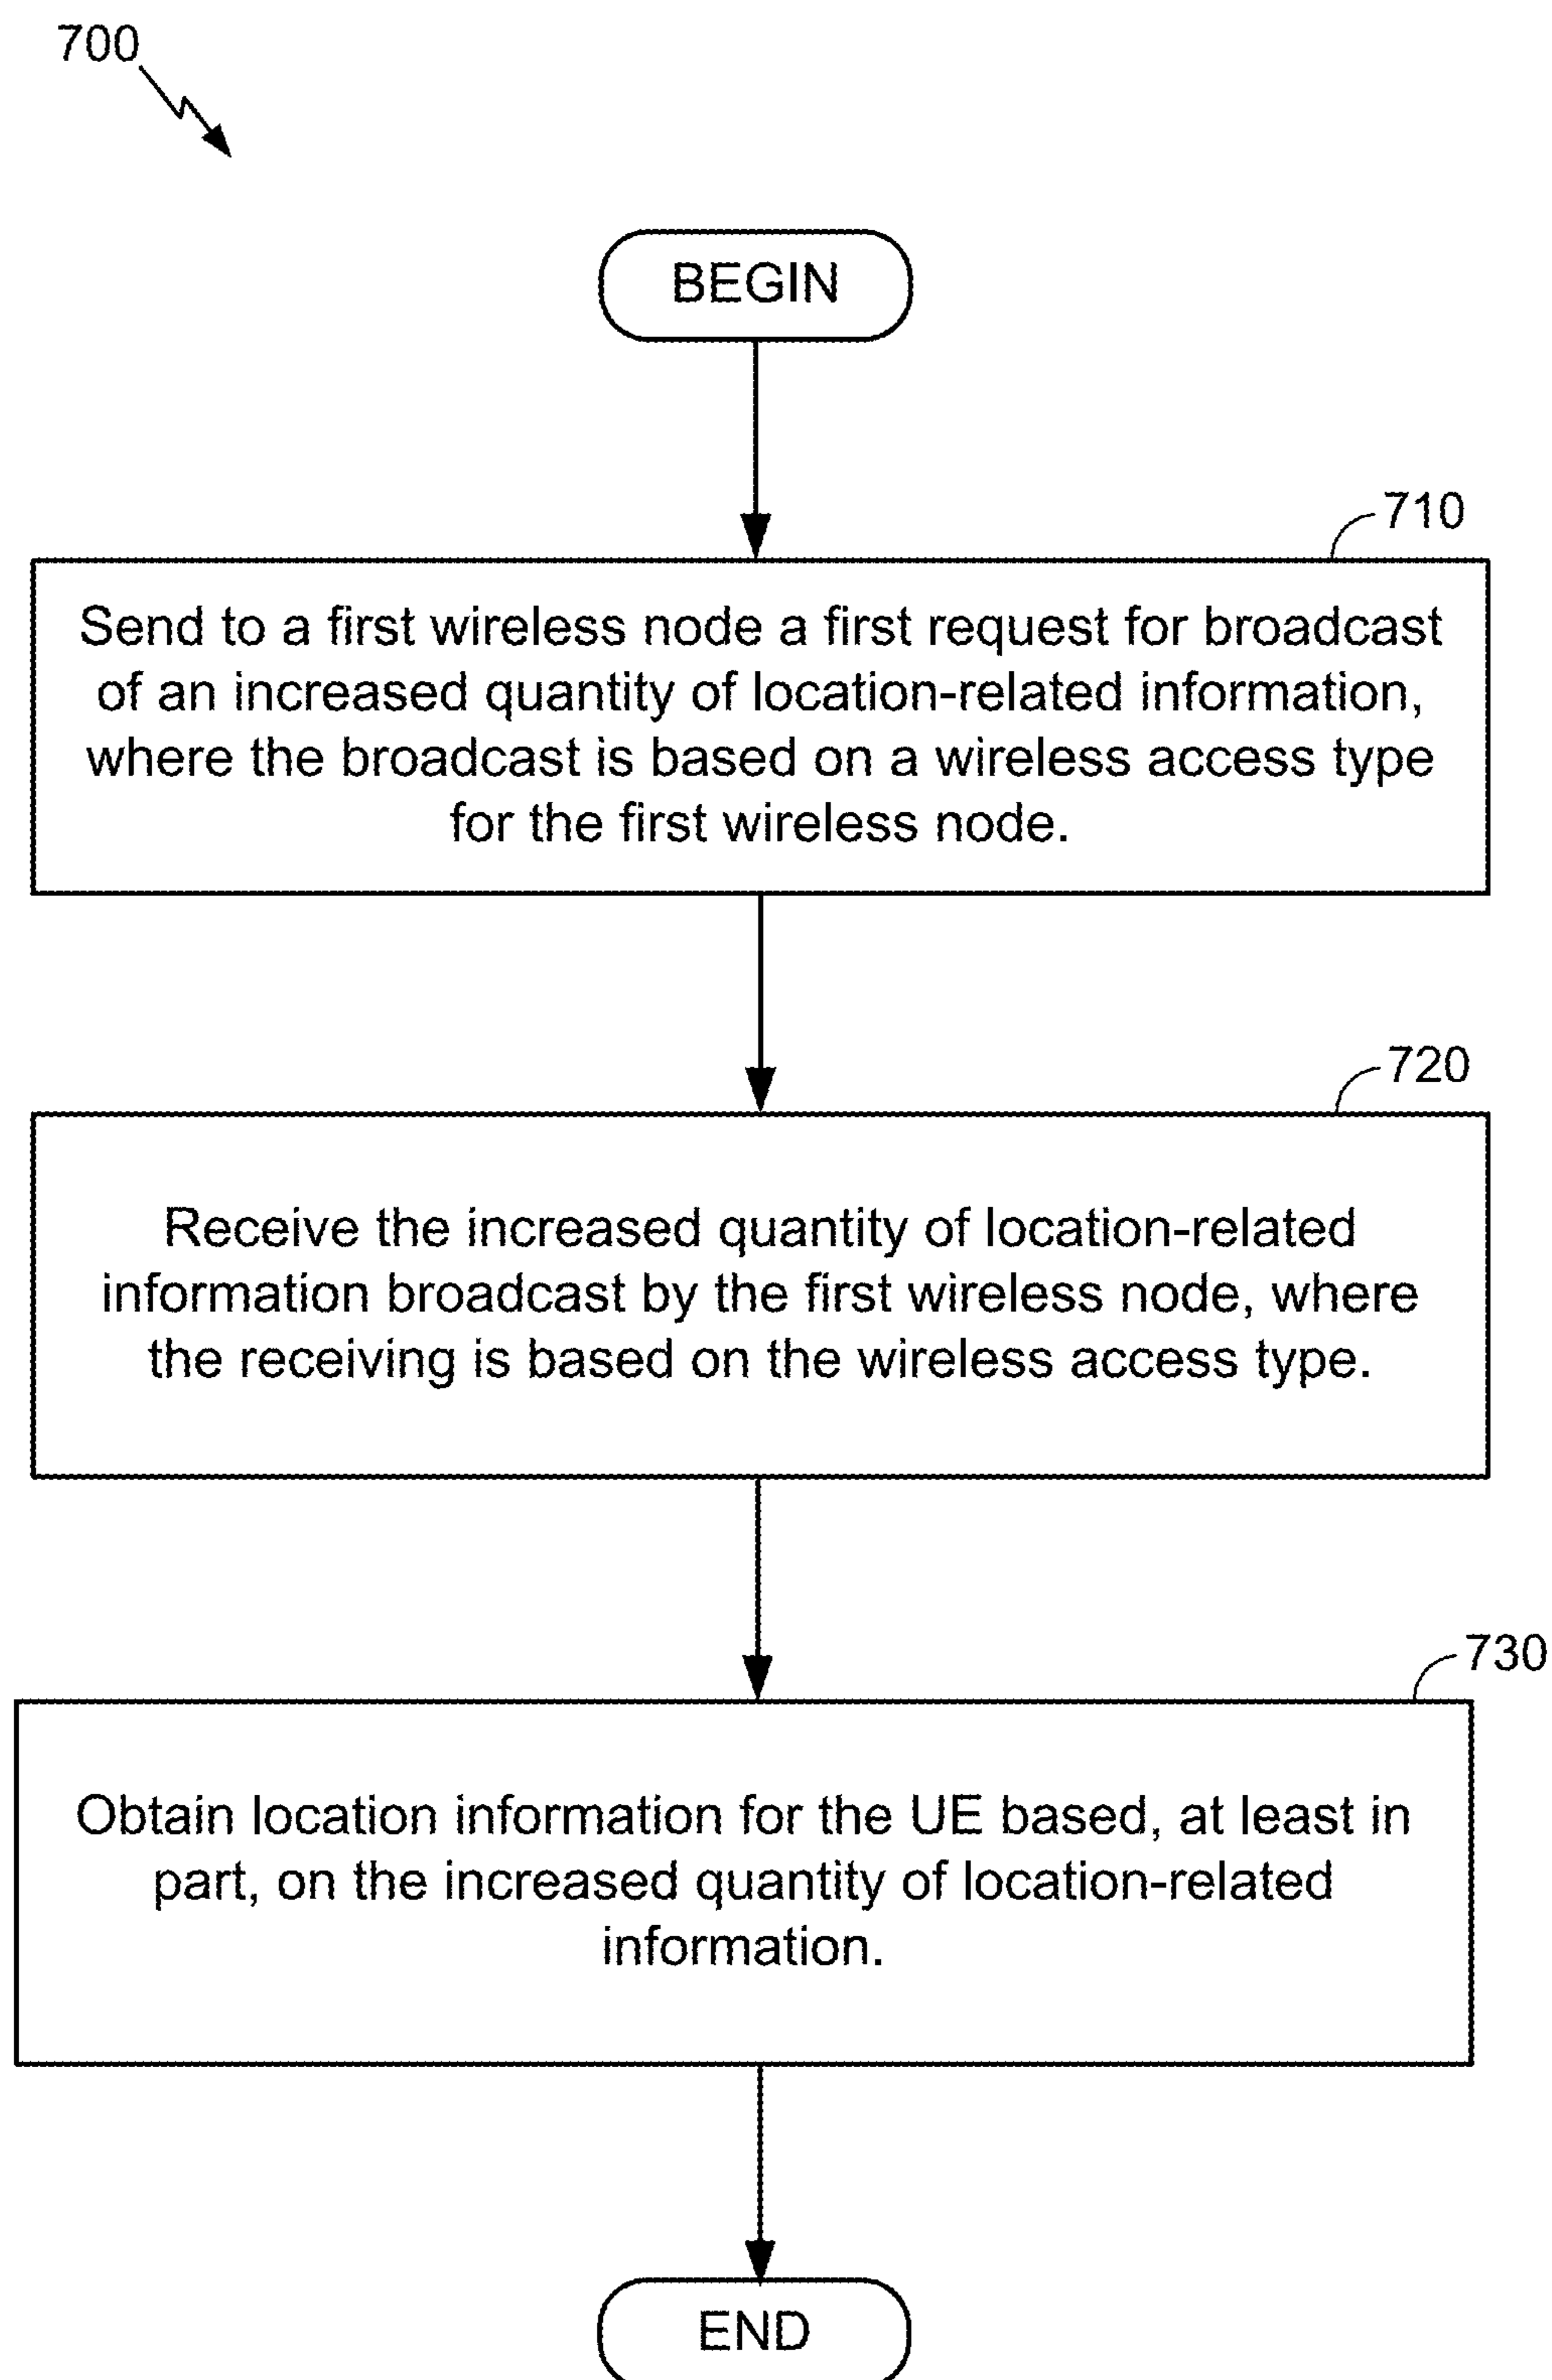 700
BEGIN
710
Send to a first wireless node a first request for broadcast
of an increased quantity of location-related information,
where the broadcast is based on a wireless access type
for the first wireless node.
720
Receive the increased quantity of location-related
information broadcast by the first wireless node, where
the receiving is based on the wireless access type.
730
Obtain location information for the UE based, at least in
part, on the increased quantity of location-related
information.
END